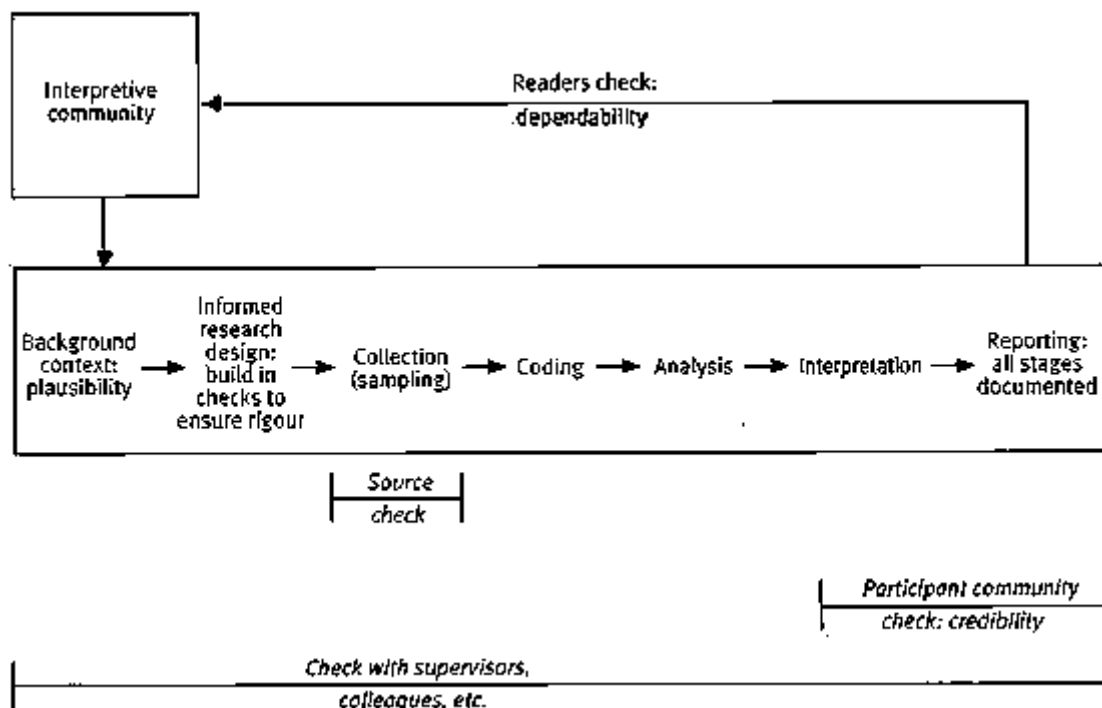 Interpretive
community
Readers check:
dependability
Background
context:
plausibility
Informed
research
design:
build in
checks to
ensure rigour
Collection
(sampling)
Coding
Analysis
Interpretation
Reporting:
all stages
documented
Source
check
Participant community
check: credibility
Check with supervisors,
colleagues, etc.